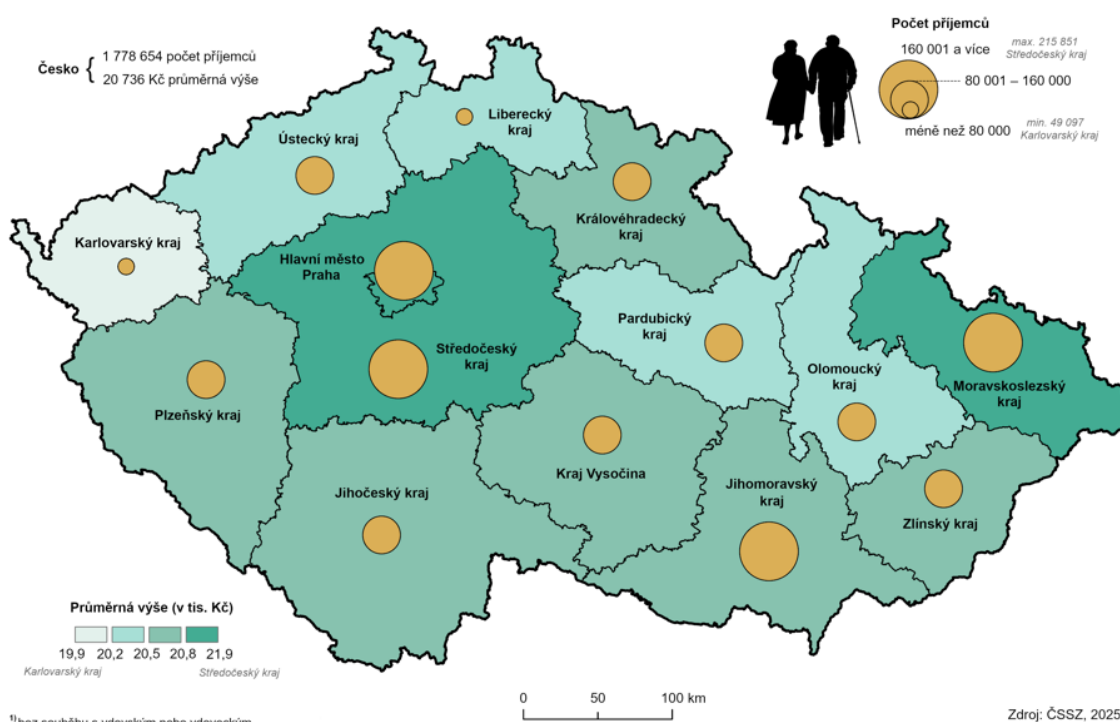 Česko
1 778 654 počet příjemců
20 736 Kč průměrná výše
Počet příjemců
160 001 a více
max. 215 851
Středočeský kraj
80 001 – 160 000
méně než 80 000
min. 49 097
Karlovarský kraj
Liberecký
kraj
Ústecký kraj
Královéhradecký
kraj
Karlovarský kraj
Hlavní město
Praha
Pardubický
kraj
Středočeský
kraj
Olomoucký
kraj
Moravskoslezský
kraj
Plzeňský kraj
Kraj Vysočina
Jihočeský kraj
Jihomoravský
kraj
Zlínský kraj
Průměrná výše (v tis. Kč)
19,9 20,2 20,5 20,8 21,9
Karlovarský kraj
Středočeský kraj
0 50 100 km
Zdroj: ČSSZ, 2025